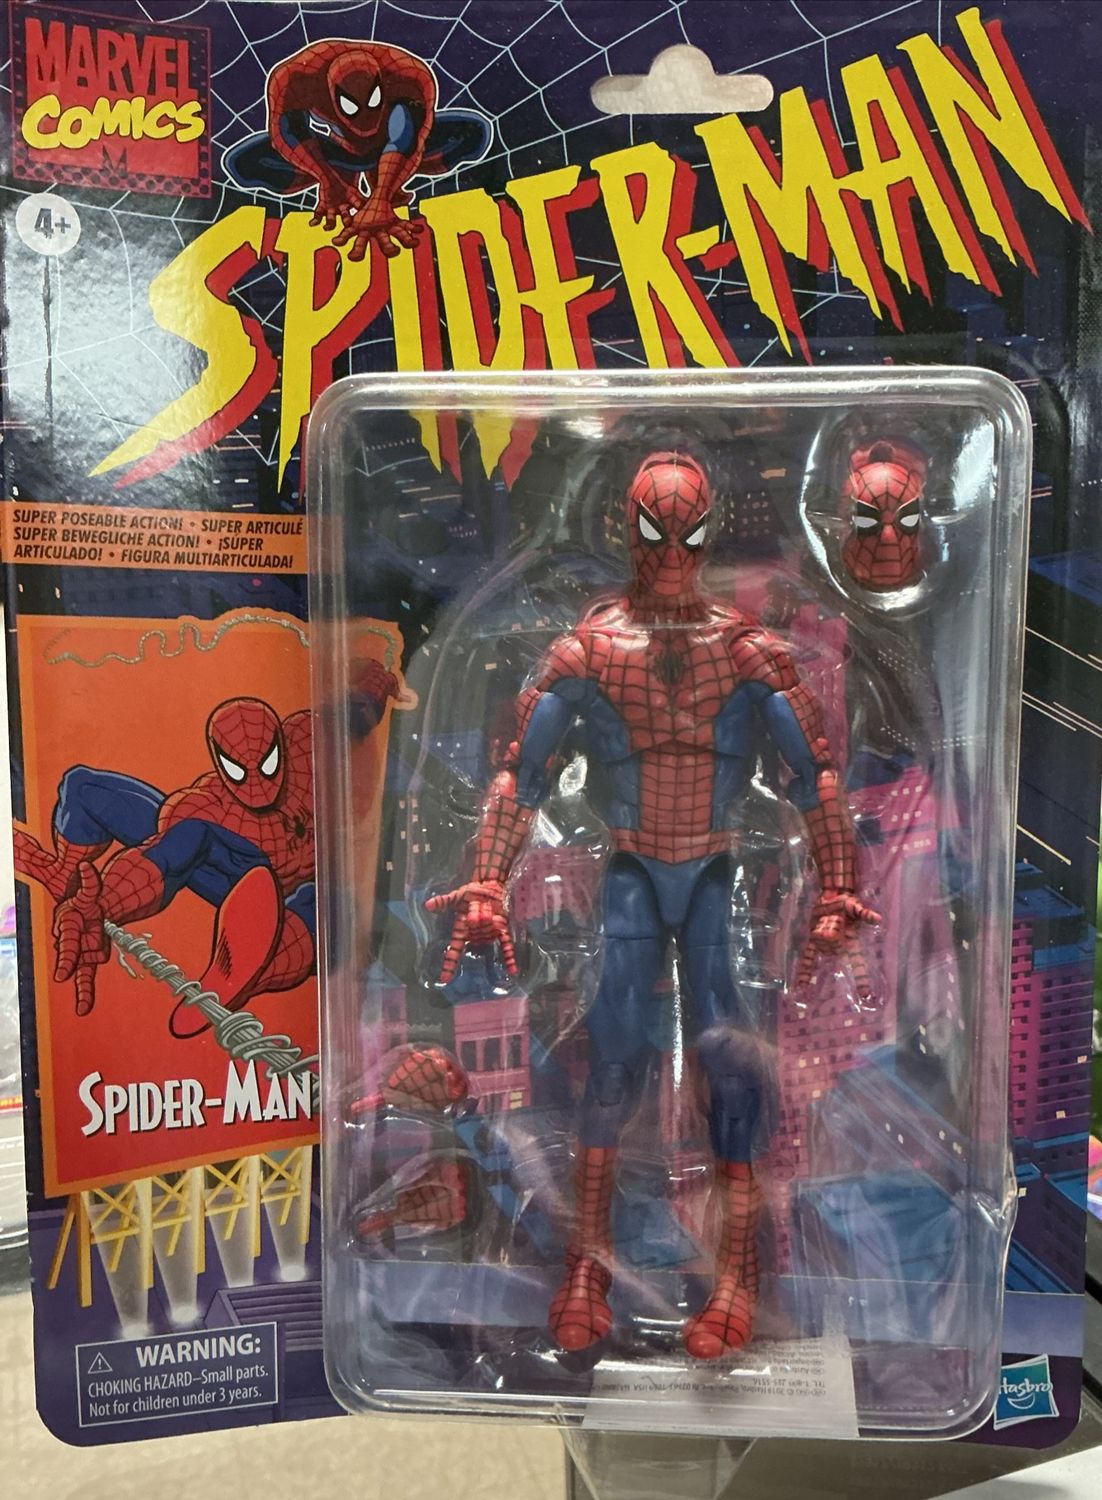 MARVEL
COMICS
SPIDER-MAN
4+
SUPER POSEABLE ACTION! • SUPER ARTICULÉ
SUPER BEWEGLICHE ACTION! • ¡SUPER
ARTICULADO! • FIGURA MULTIARTICULADA!
SPIDER-MAN
WARNING:
CHOKING HAZARD–Small parts.
Not for children under 3 years.
Hasbro